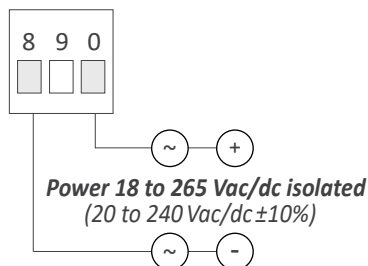 8 9 0
~ +
Power 18 to 265 Vac/dc isolated
(20 to 240 Vac/dc ±10%)
~ -